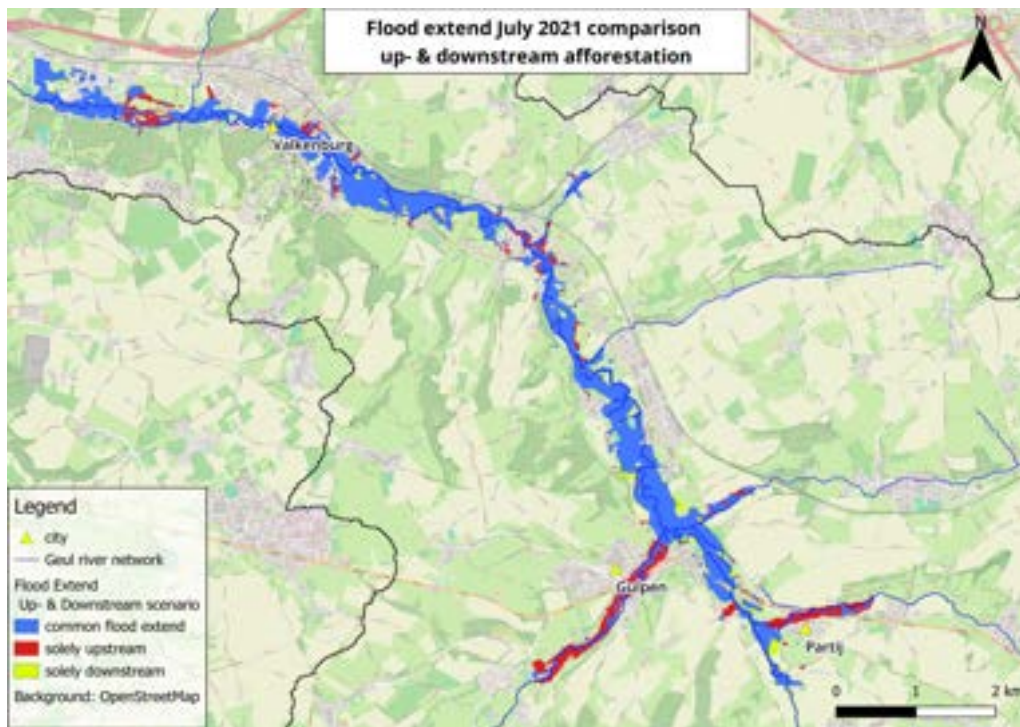 Flood extend July 2021 comparison
up- & downstream afforestation
N
Valkenburg
Gulpen
Partij
Legend
city
Geul river network
Flood Extend
Up- & Downstream scenario
common flood extend
solely upstream
solely downstream
Background: OpenStreetMap
0 1 2 km